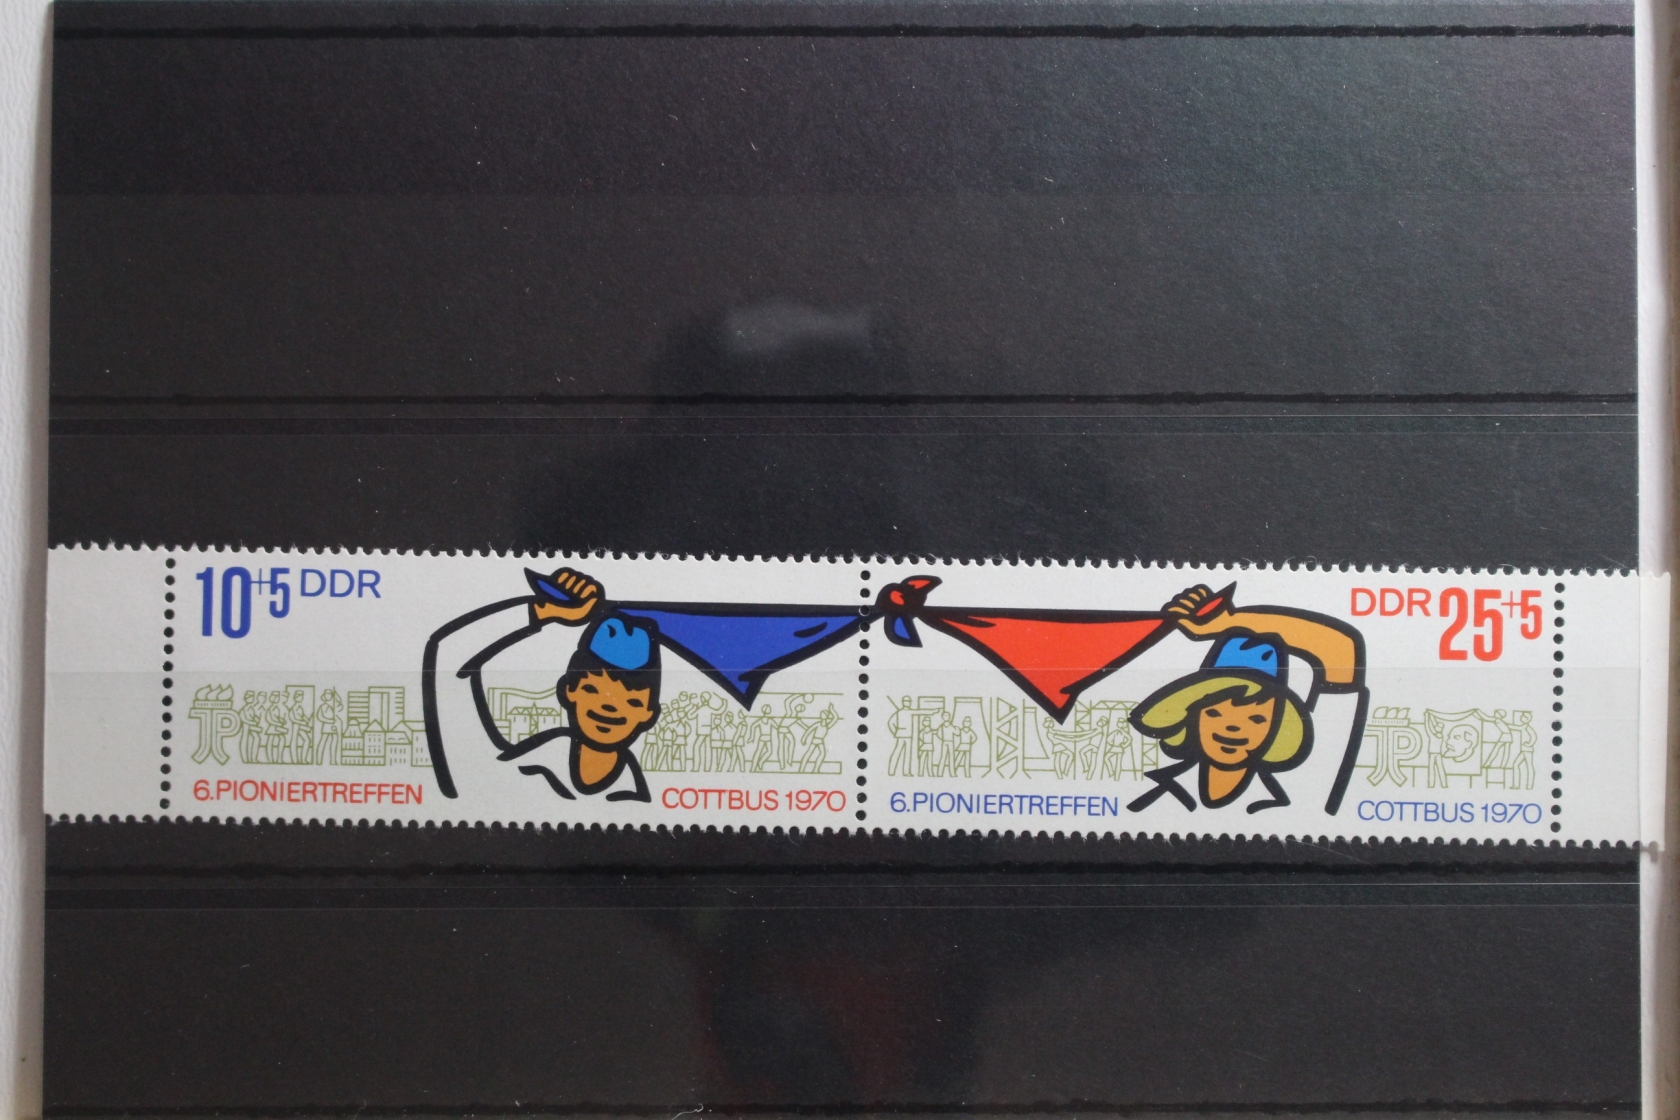 10+5 DDR
6.PIONIERTREFFEN COTTBUS 1970
DDR 25+5
6.PIONIERTREFFEN COTTBUS 1970